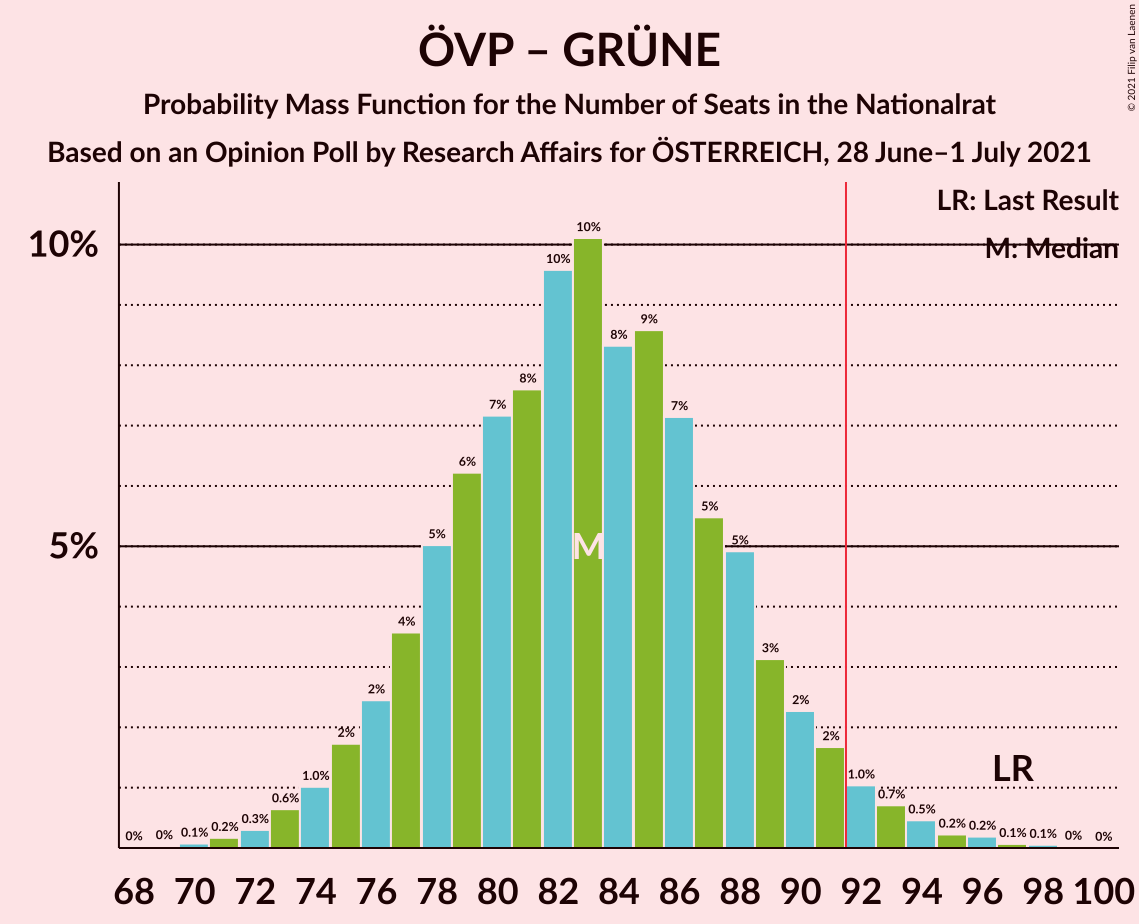 ÖVP – GRÜNE
Probability Mass Function for the Number of Seats in the Nationalrat
Based on an Opinion Poll by Research Affairs for ÖSTERREICH, 28 June–1 July 2021
© 2021 Filip van Laenen
LR: Last Result
M: Median
10%
5%
0% 0% 0.1% 0.2% 0.3% 0.6% 1.0% 2% 2% 4% 5% 6% 7% 8% 10% 10% 8% 9% 7% 5% 5% 3% 2% 2% 1.0% 0.7% 0.5% 0.2% 0.2% 0.1% 0.1% 0% 0%
M
LR
68 70 72 74 76 78 80 82 84 86 88 90 92 94 96 98 100